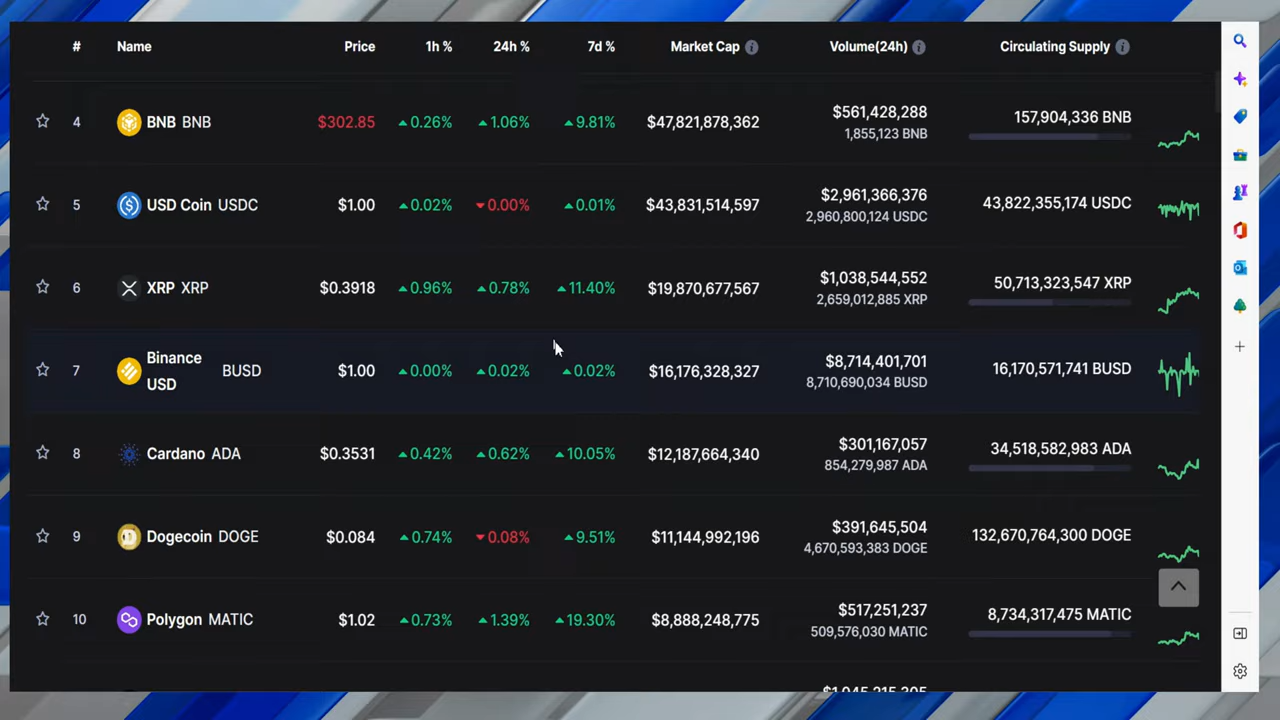 # Name Price 1h % 24h % 7d % Market Cap Volume(24h) Circulating Supply
4 BNB BNB $302.85 0.26% 1.06% 9.81% $47,821,878,362 $561,428,288 157,904,336 BNB
1,855,123 BNB
5 USD Coin USDC $1.00 0.02% 0.00% 0.01% $43,831,514,597 $2,961,366,376 43,822,355,174 USDC
2,960,800,124 USDC
6 XRP XRP $0.3918 0.96% 0.78% 11.40% $19,870,677,567 $1,038,544,552 50,713,323,547 XRP
2,659,012,885 XRP
7 Binance USD BUSD $1.00 0.00% 0.02% 0.02% $16,176,328,327 $8,714,401,701 16,170,571,741 BUSD
8,710,690,034 BUSD
8 Cardano ADA $0.3531 0.42% 0.62% 10.05% $12,187,664,340 $301,167,057 34,518,582,983 ADA
854,279,987 ADA
9 Dogecoin DOGE $0.084 0.74% 0.08% 9.51% $11,144,992,196 $391,645,504 132,670,764,300 DOGE
4,670,593,383 DOGE
10 Polygon MATIC $1.02 0.73% 1.39% 19.30% $8,888,248,775 $517,251,237 8,734,317,475 MATIC
509,576,030 MATIC